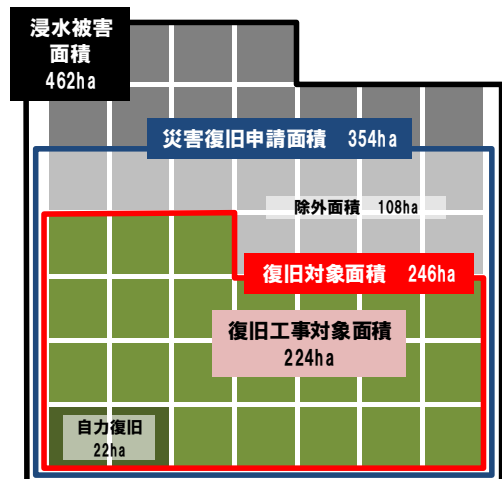 浸水被害
面積
462ha
災害復旧申請面積 354ha
除外面積 108ha
復旧対象面積 246ha
復旧工事対象面積
224ha
自力復旧
22ha